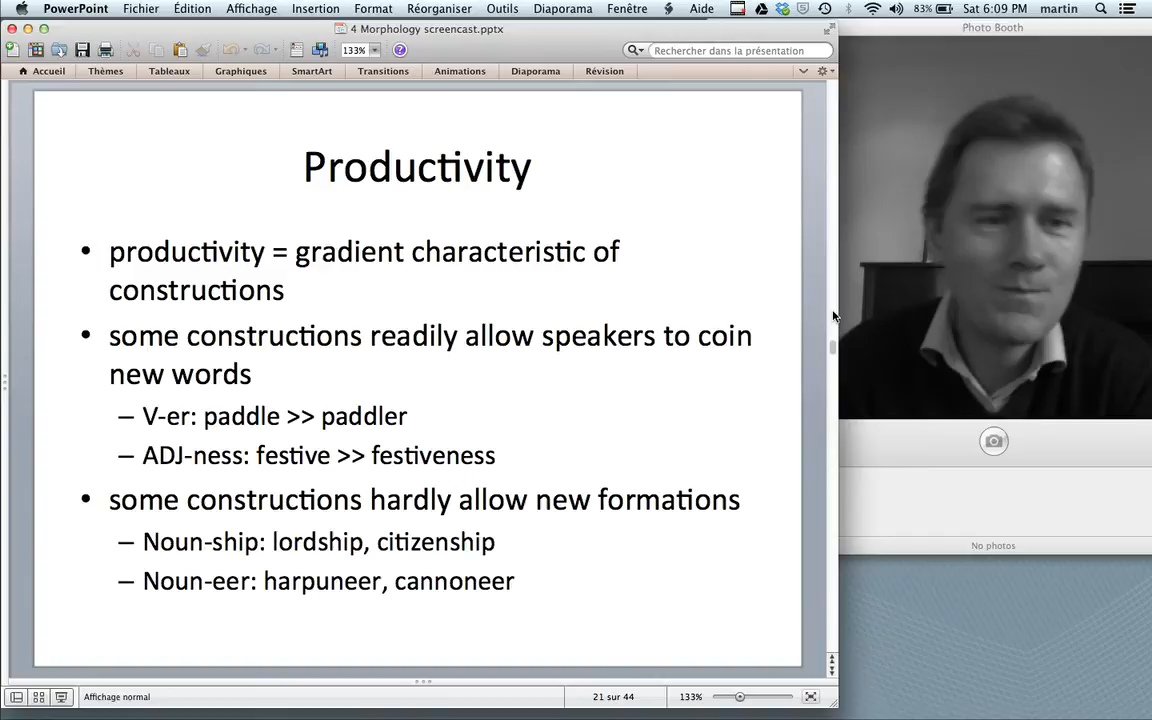 PowerPoint Fichier Édition Affichage Insertion Format Réorganiser Outils Diaporama Fenêtre Aide 83% Sat 6:09 PM martin
4 Morphology screencast.pptx
Photo Booth
133% Rechercher dans la présentation
Accueil Thèmes Tableaux Graphiques SmartArt Transitions Animations Diaporama Révision
Productivity
• productivity = gradient characteristic of
constructions
• some constructions readily allow speakers to coin
new words
– V-er: paddle >> paddler
– ADJ-ness: festive >> festiveness
• some constructions hardly allow new formations
– Noun-ship: lordship, citizenship
– Noun-eer: harpuneer, cannoneer
No photos
Affichage normal 21 sur 44 133%